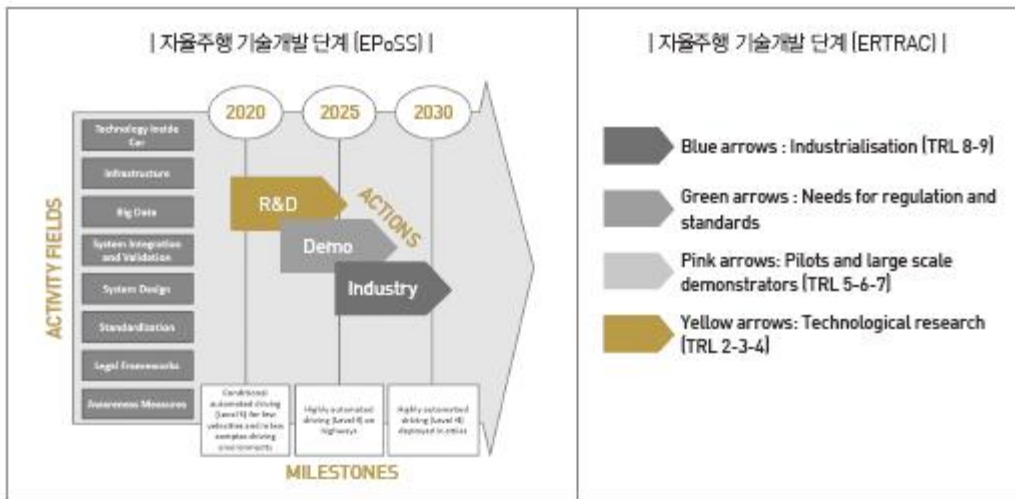 | 자율주행 기술개발 단계 (EPoSS) |
2020
2025
2030
ACTIVITY FIELDS
Technology Inside
Car
Infrastructure
Big Data
System Integration
and Validation
System Design
Standardization
Legal Frameworks
Awareness Measures
R&D
ACTIONS
Demo
Industry
Conditional
automated driving
for low
velocities and in less
complex driving
environments
Highly automated
driving (Level 4) on
highways
Highly automated
driving (Level 4)
deployed in cities
MILESTONES
| 자율주행 기술개발 단계 (ERTRAC) |
Blue arrows : Industrialisation (TRL 8-9)
Green arrows : Needs for regulation and
standards
Pink arrows: Pilots and large scale
demonstrators (TRL 5-6-7)
Yellow arrows: Technological research
(TRL 2-3-4)